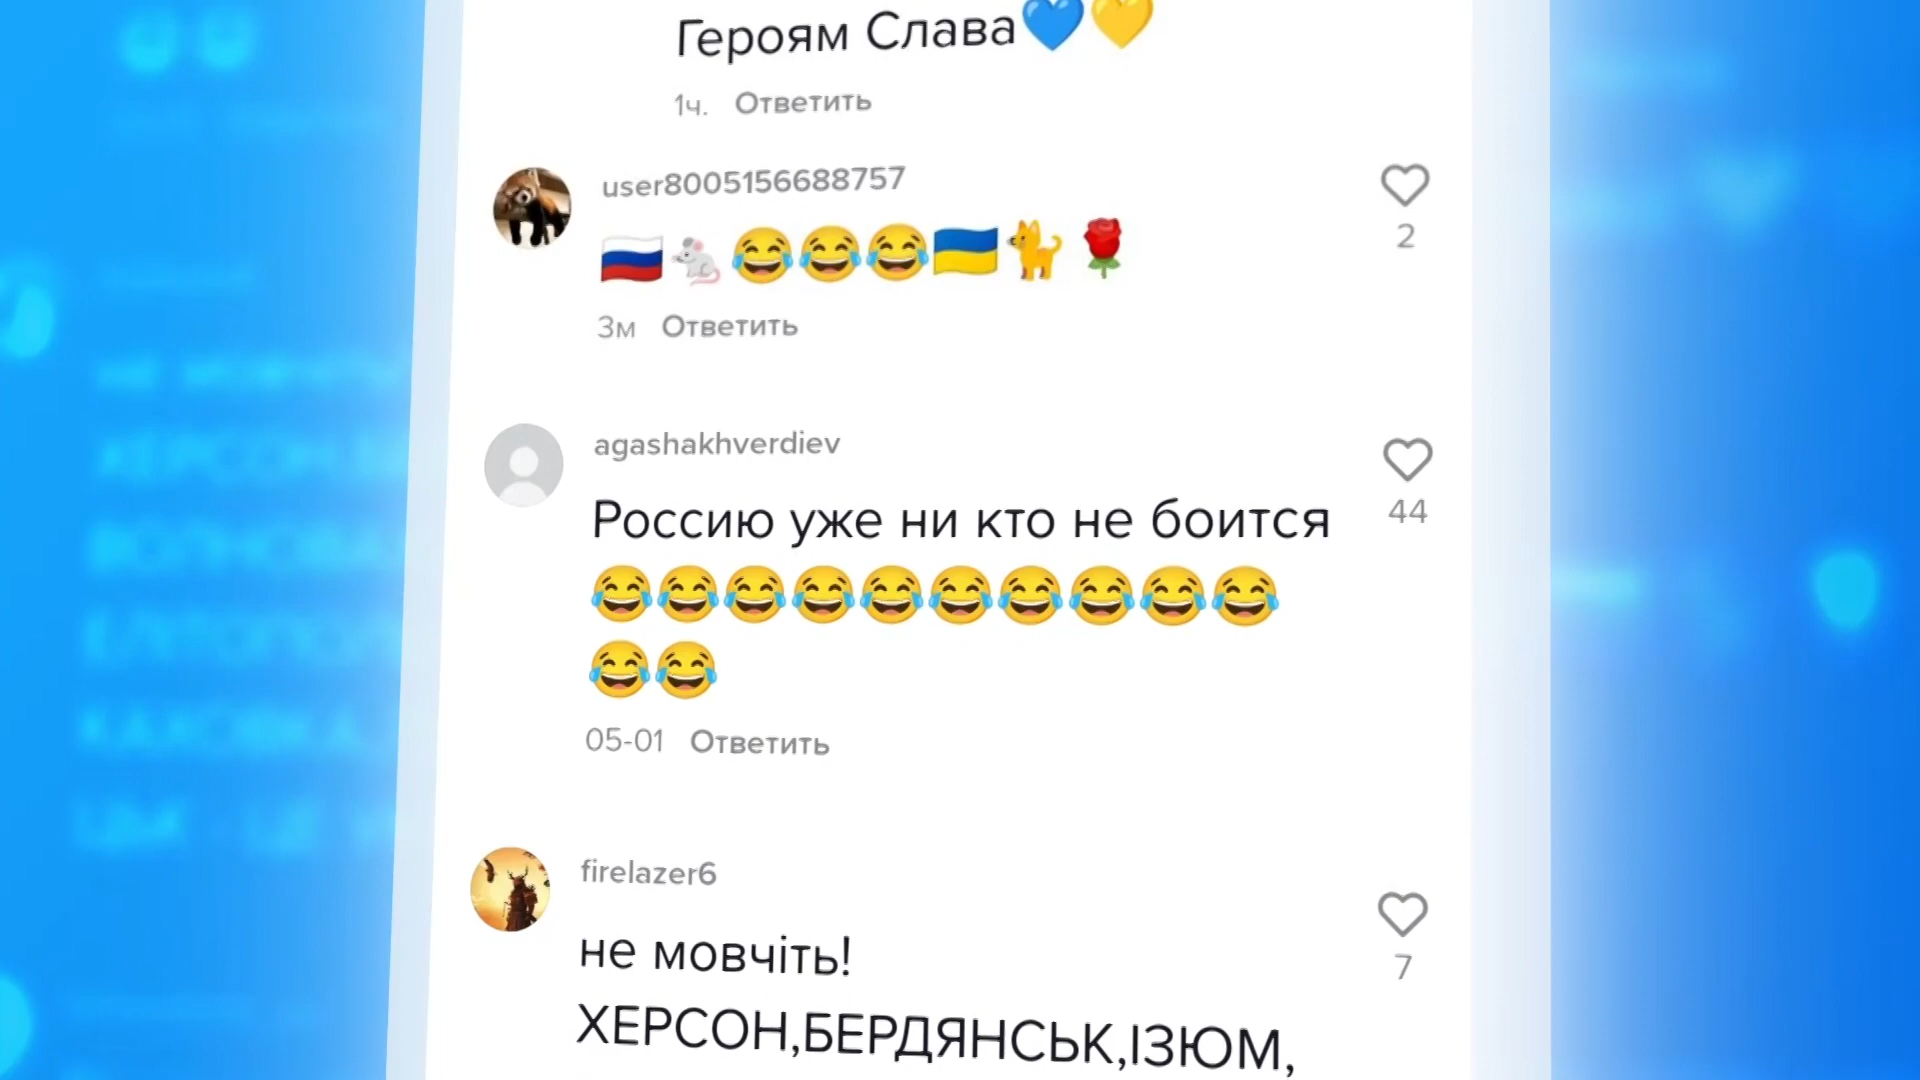 Героям Слава💙💛
1ч. Ответить
user8005156688757
2
🇷🇺🐁😂😂😂🇺🇦🐕🌹
3м Ответить
agashakhverdiev
Россию уже ни кто не боится
44
😂😂😂😂😂😂😂😂😂😂
😂😂
05-01 Ответить
firelazer6
не мовчіть!
7
ХЕРСОН,БЕРДЯНСЬК,ІЗЮМ,